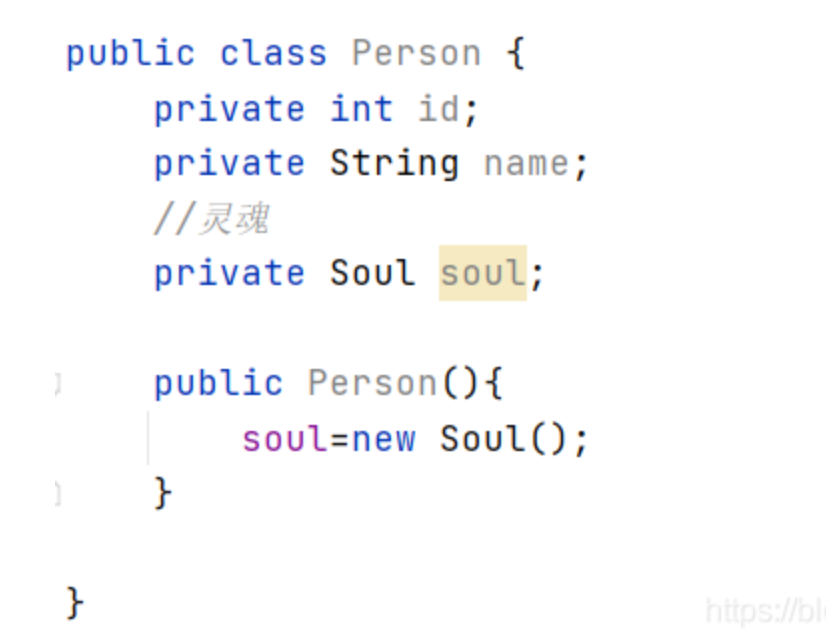 public class Person {
    private int id;
    private String name;
    //灵魂
    private Soul soul;
    public Person(){
        soul=new Soul();
    }
}
https://bl